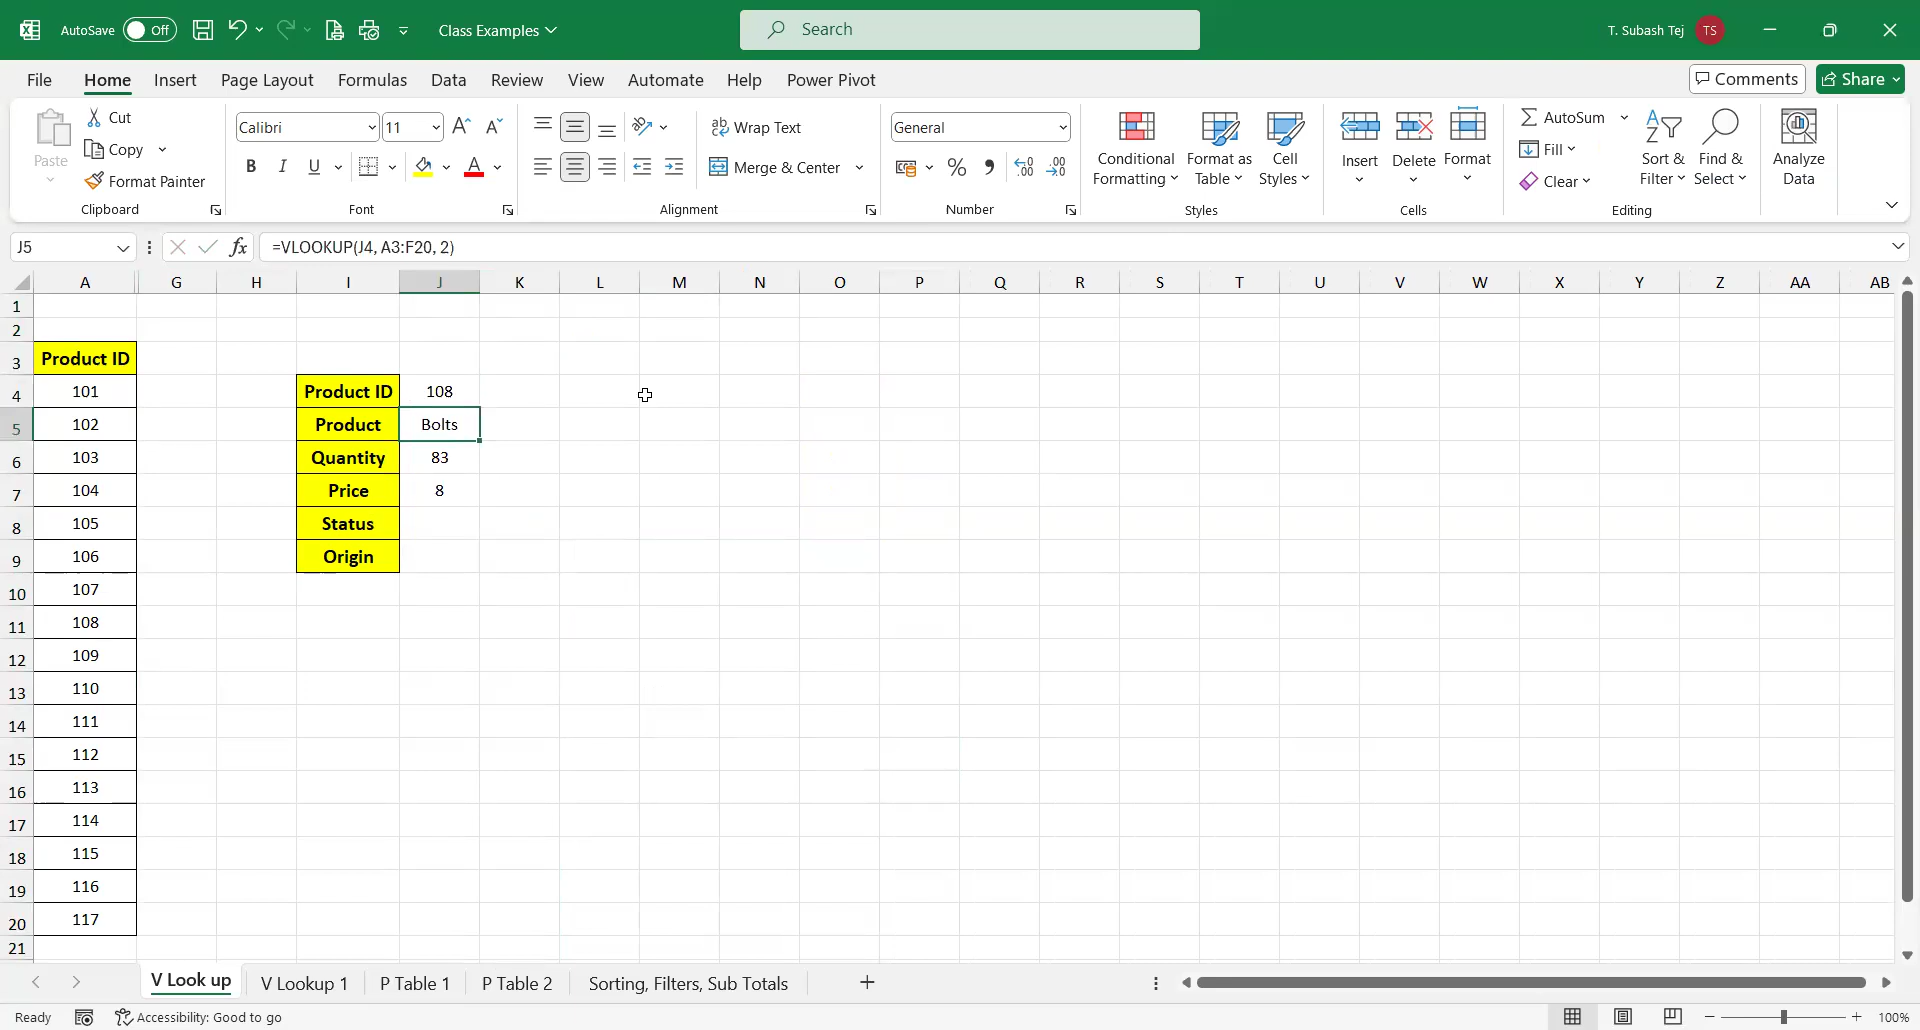 AutoSave Off Class Examples Search T. Subash Tej TS
File Home Insert Page Layout Formulas Data Review View Automate Help Power Pivot Comments Share
Paste Cut Copy Format Painter
Clipboard
Calibri 11
B I U A
Font
Wrap Text
Merge & Center
Alignment
General
Number
Conditional Formatting
Format as Table
Cell Styles
Styles
Insert Delete Format
Cells
AutoSum
Fill
Clear
Sort & Filter
Find & Select
Editing
Analyze Data
J5 fx =VLOOKUP(J4, A3:F20, 2)
A G H I J K L M N O P Q R S T U V W X Y Z AA AB
1
2
3 Product ID
4 101 Product ID 108
5 102 Product Bolts
6 103 Quantity 83
7 104 Price 8
8 105 Status
9 106 Origin
10 107
11 108
12 109
13 110
14 111
15 112
16 113
17 114
18 115
19 116
20 117
21
V Look up V Lookup 1 P Table 1 P Table 2 Sorting, Filters, Sub Totals
Ready Accessibility: Good to go 100%